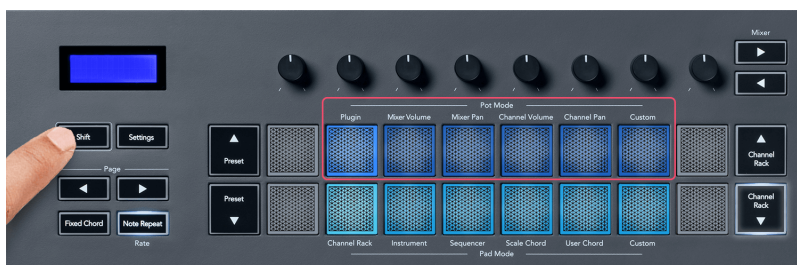 Mixer
Pot Mode
Plugin Mixer Volume Mixer Pan Channel Volume Channel Pan Custom
Shift Settings
Preset
Channel Rack
Page
Preset
Channel Rack
Fixed Chord Note Repeat
Rate
Channel Rack Instrument Sequencer Scale Chord User Chord Custom
Pad Mode